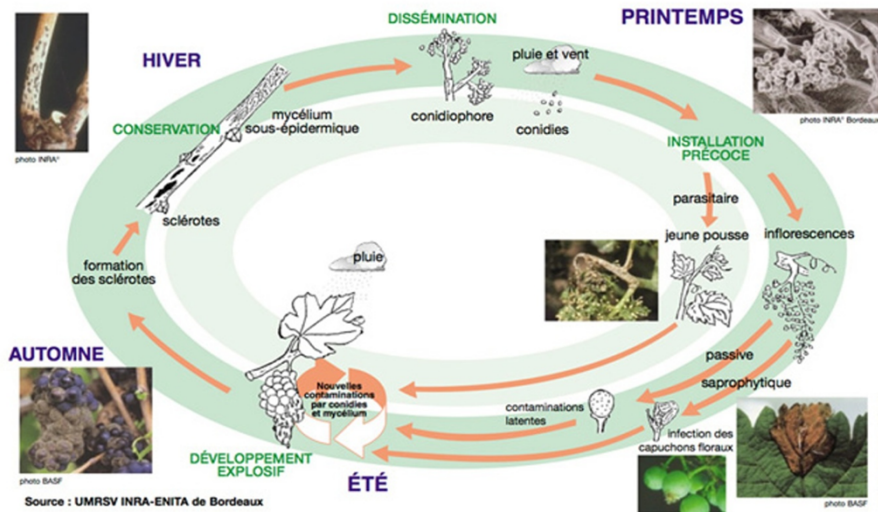 DISSÉMINATION
PRINTEMPS
HIVER
pluie et vent
CONSERVATION
mycélium
sous-épidermique
conidiophore
conidies
photo INRA°
photo INRA° Bordeaux
INSTALLATION
PRÉCOCE
parasitaire
sclérotes
jeune pousse
inflorescences
formation
des sclérotes
pluie
AUTOMNE
passive
saprophytique
Nouvelles
contaminations
par conidies
et mycélium
contaminations
latentes
infection des
capuchons floraux
DÉVELOPPEMENT
EXPLOSIF
ÉTÉ
photo BASF
photo BASF
Source : UMRSV INRA-ENITA de Bordeaux